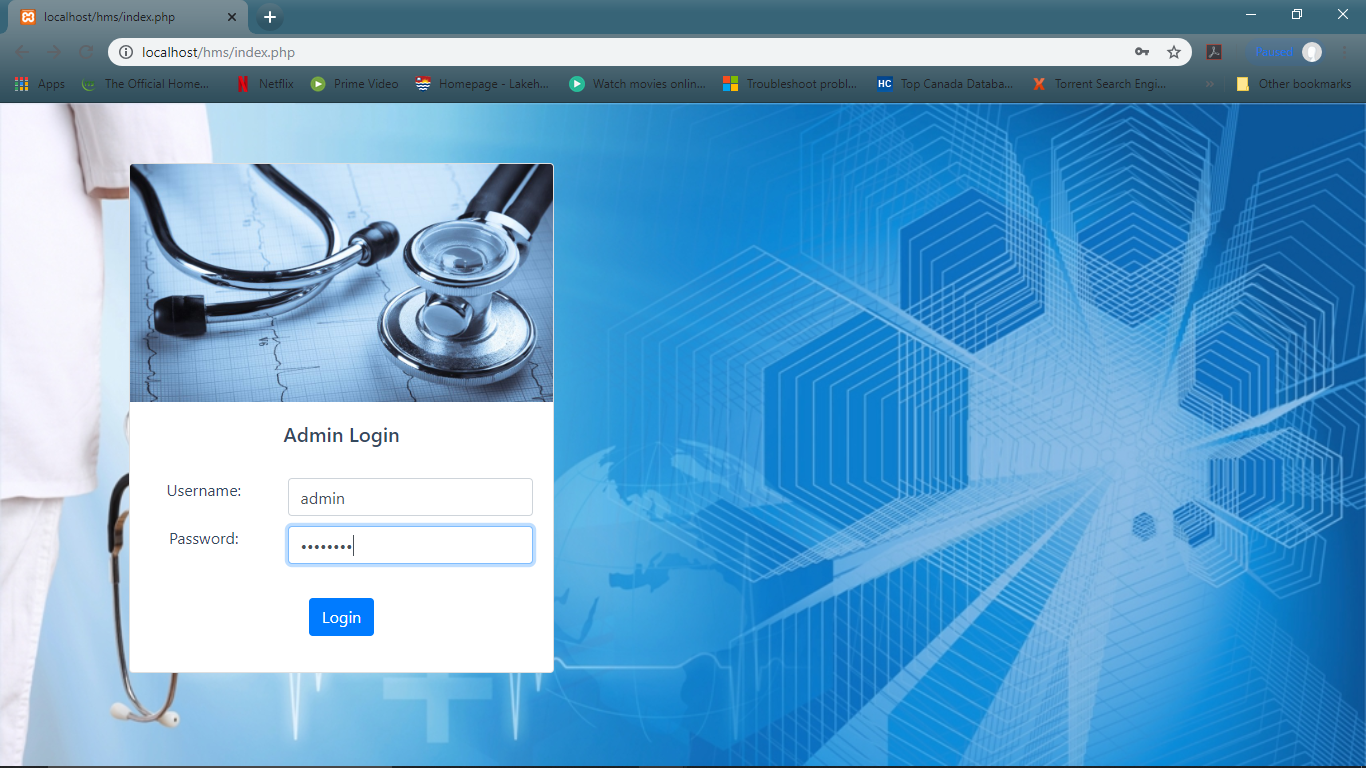 localhost/hms/index.php
localhost/hms/index.php
Paused
Apps The Official Home... Netflix Prime Video Homepage - Lakeh... Watch movies onlin... Troubleshoot probl... HC Top Canada Databa... Torrent Search Engi... » Other bookmarks
Admin Login
Username: admin
Password: ••••••••
Login